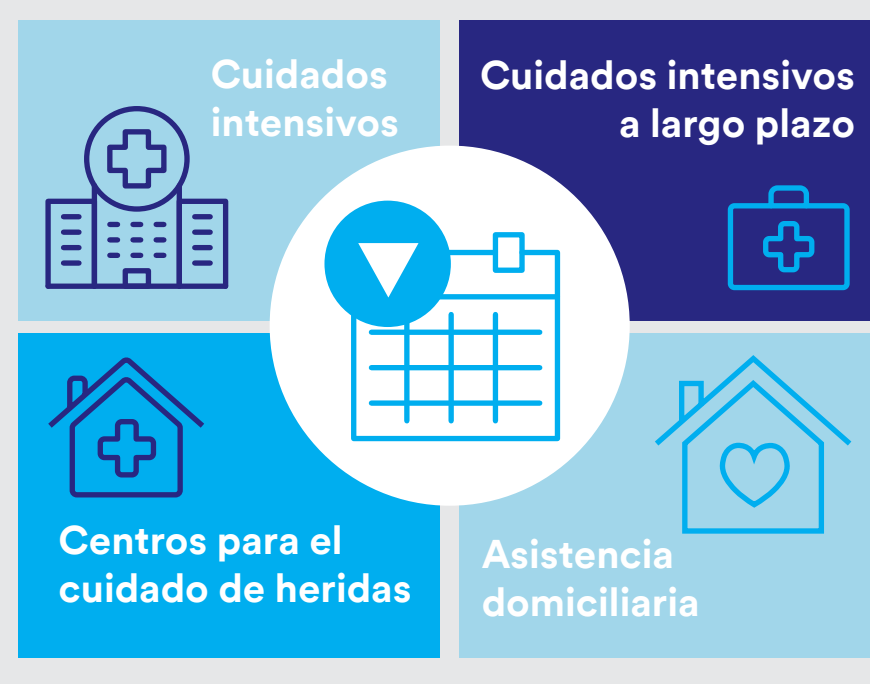 Cuidados
intensivos
Cuidados intensivos
a largo plazo
Centros para el
cuidado de heridas
Asistencia
domiciliaria